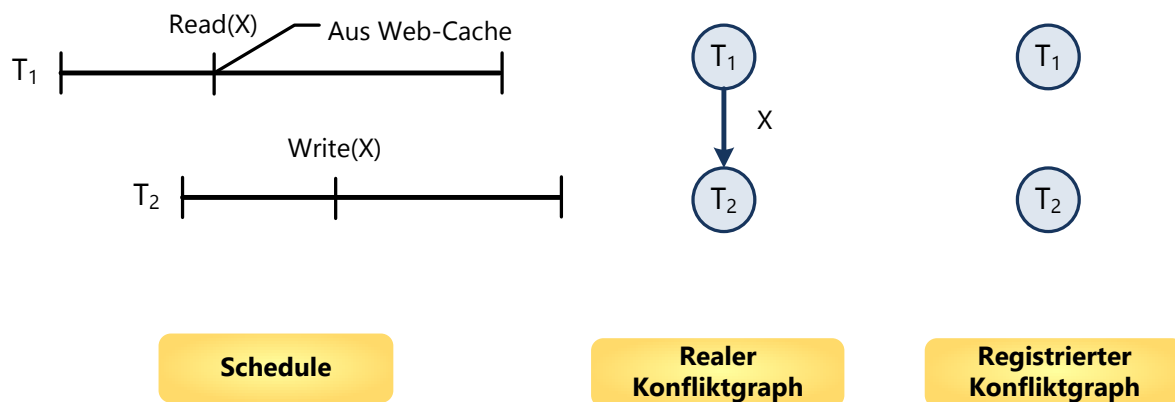 Read(X)
Aus Web-Cache
T₁
Write(X)
T₂
T₁
X
T₂
T₁
T₂
Schedule
Realer
Konfliktgraph
Registrierter
Konfliktgraph